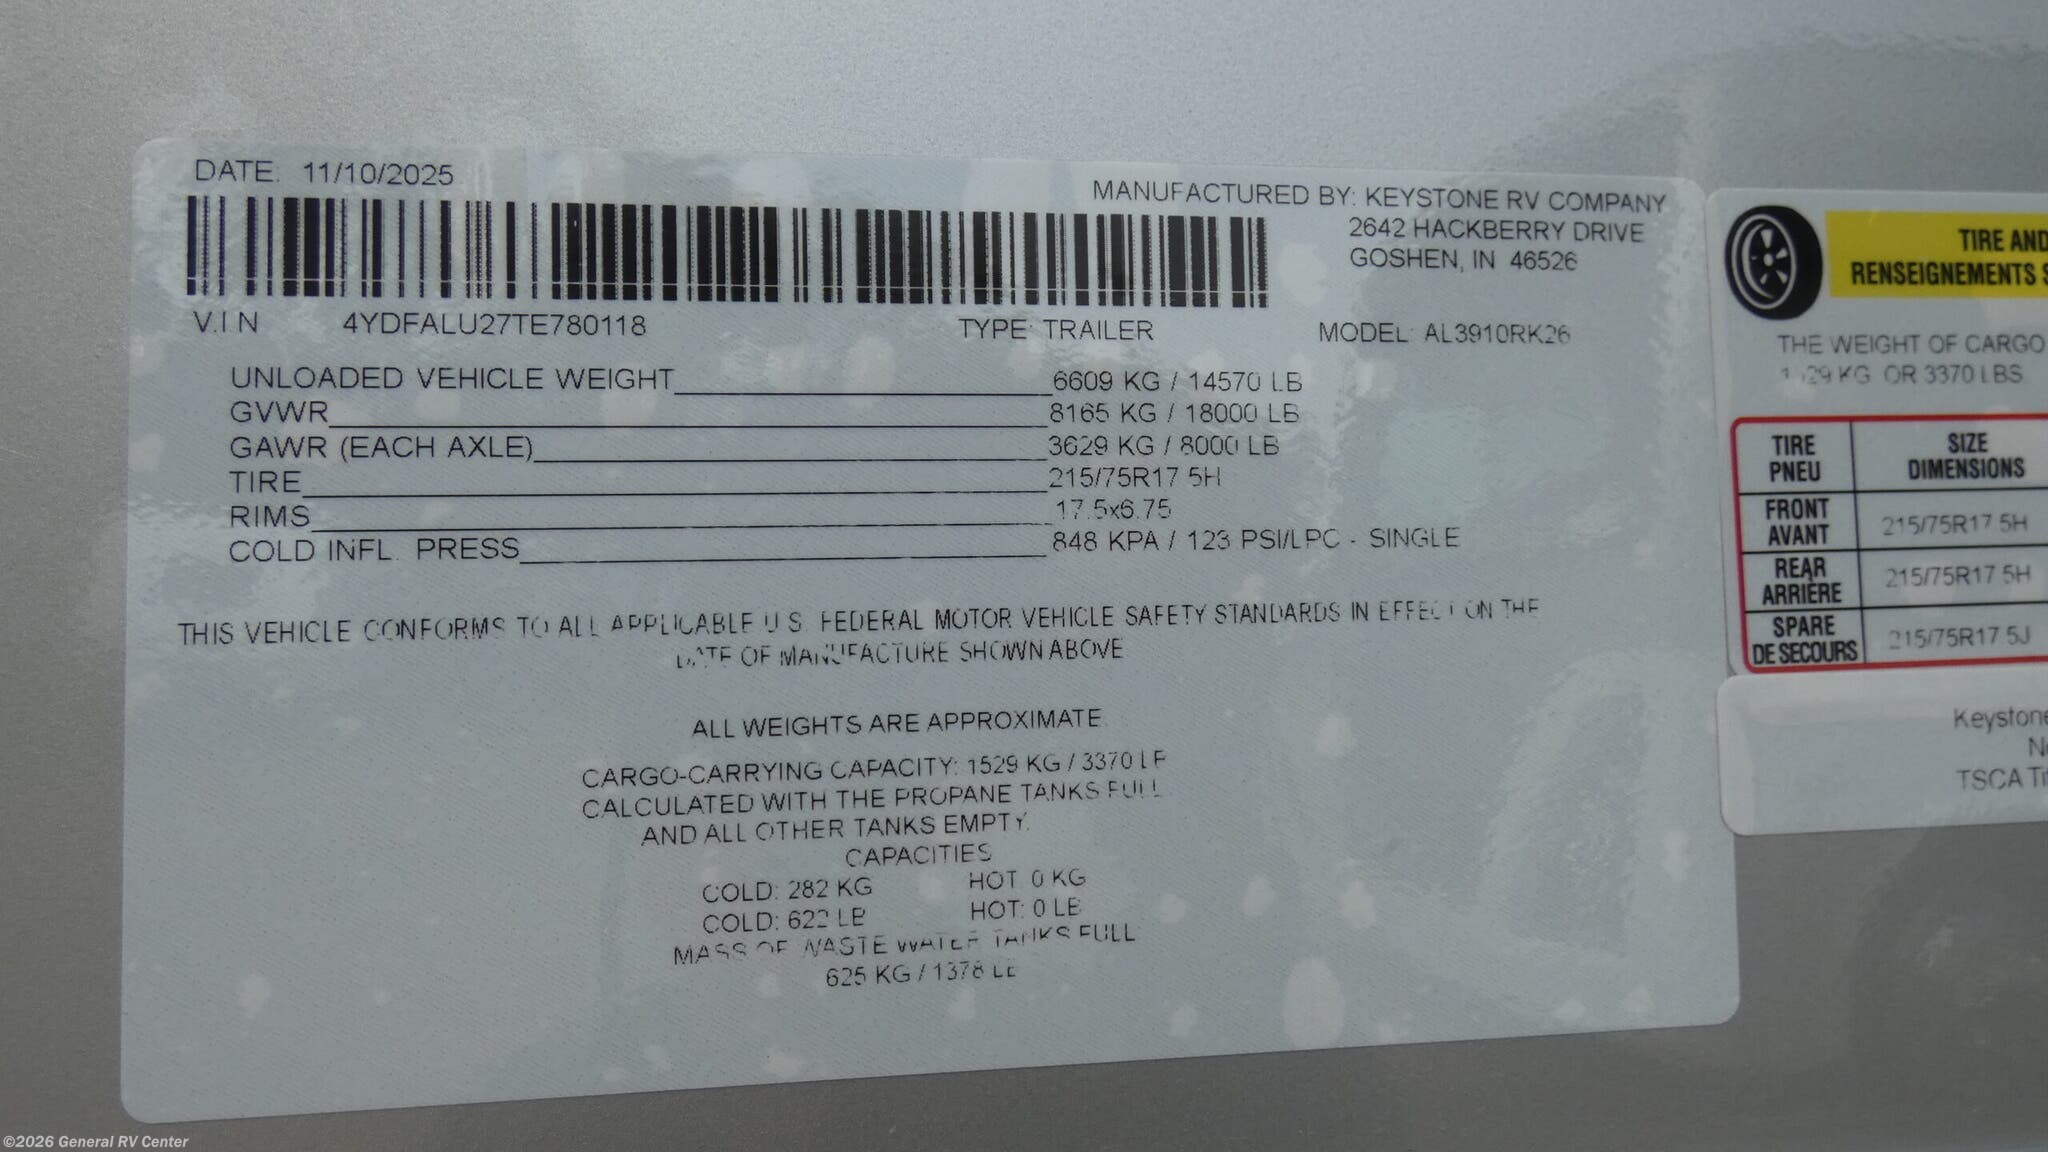 DATE: 11/10/2025
MANUFACTURED BY: KEYSTONE RV COMPANY
2642 HACKBERRY DRIVE
GOSHEN, IN 46526
V.I N 4YDFALU27TE780118 TYPE: TRAILER MODEL: AL3910RK26
UNLOADED VEHICLE WEIGHT 6609 KG / 14570 LB
GVWR 8165 KG / 18000 LB
GAWR (EACH AXLE) 3629 KG / 8000 LB
TIRE 215/75R17 5H
RIMS 17.5x6.75
COLD INFL. PRESS 848 KPA / 123 PSI/LPC - SINGLE
THIS VEHICLE CONFORMS TO ALL APPLICABLE U.S. FEDERAL MOTOR VEHICLE SAFETY STANDARDS IN EFFECT ON THE
DATE OF MANUFACTURE SHOWN ABOVE
ALL WEIGHTS ARE APPROXIMATE
CARGO-CARRYING CAPACITY: 1529 KG / 3370 LB
CALCULATED WITH THE PROPANE TANKS FULL
AND ALL OTHER TANKS EMPTY.
CAPACITIES
COLD: 282 KG HOT: 0 KG
COLD: 622 LB HOT: 0 LB
MASS OF WASTE WATER TANKS FULL
625 KG / 1378 LB
TIRE AND
RENSEIGNEMENTS S
THE WEIGHT OF CARGO
1529 KG OR 3370 LBS
TIRE PNEU SIZE DIMENSIONS
FRONT AVANT 215/75R17 5H
REAR ARRIÈRE 215/75R17 5H
SPARE DE SECOURS 215/75R17 5J
Keystone
TSCA Ti
©2026 General RV Center